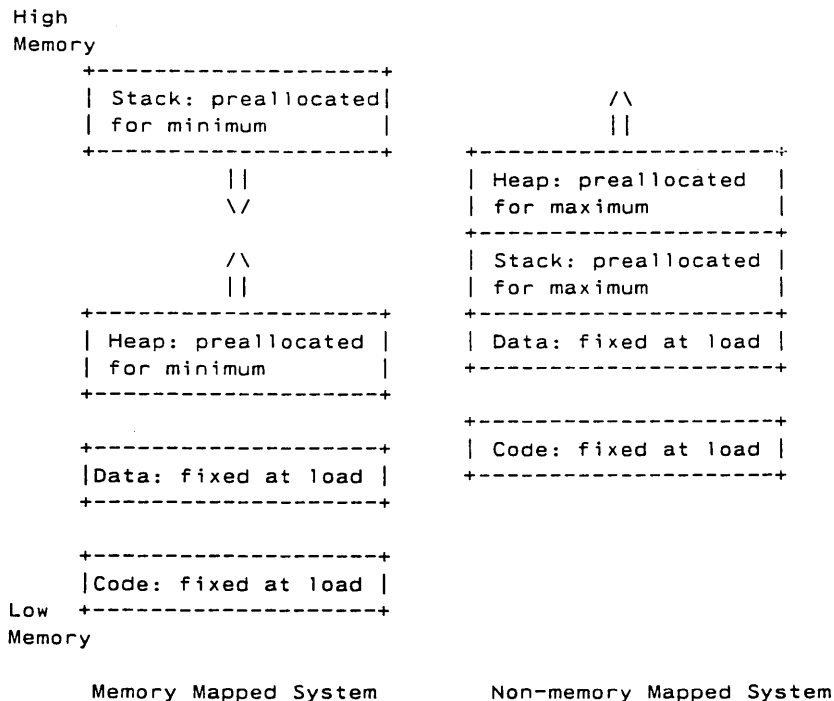 High
Memory
+---------------------+
| Stack: preallocated|
| for minimum |
+---------------------+
||
\/
/\
||
+---------------------+
| Heap: preallocated |
| for minimum |
+---------------------+
+---------------------+
|Data: fixed at load |
+---------------------+
+---------------------+
|Code: fixed at load |
Low +---------------------+
Memory
Memory Mapped System
/\
||
+----------------------+
| Heap: preallocated |
| for maximum |
+----------------------+
| Stack: preallocated |
| for maximum |
+----------------------+
| Data: fixed at load |
+----------------------+
+----------------------+
| Code: fixed at load |
+----------------------+
Non-memory Mapped System